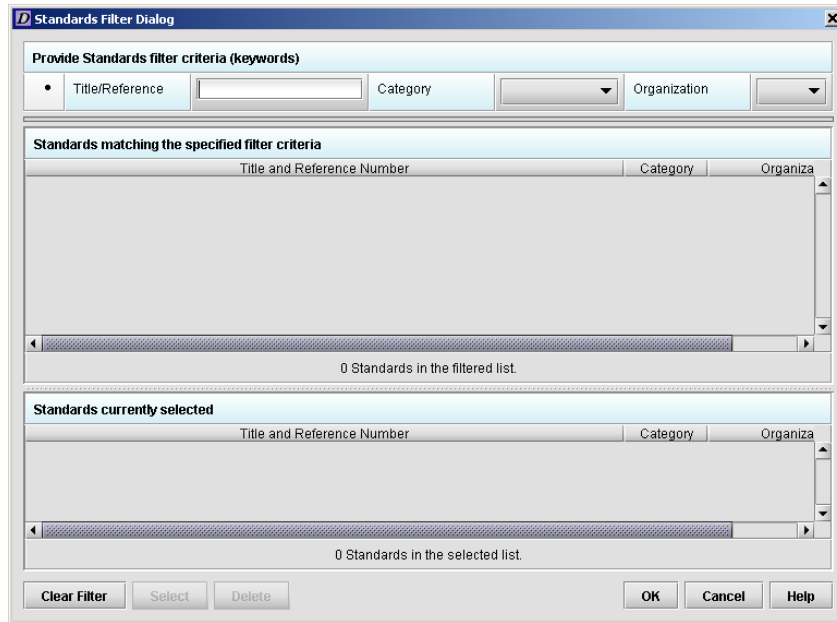 D Standards Filter Dialog
Provide Standards filter criteria (keywords)
• Title/Reference Category Organization
Standards matching the specified filter criteria
Title and Reference Number Category Organiza
0 Standards in the filtered list.
Standards currently selected
Title and Reference Number Category Organiza
0 Standards in the selected list.
Clear Filter Select Delete OK Cancel Help